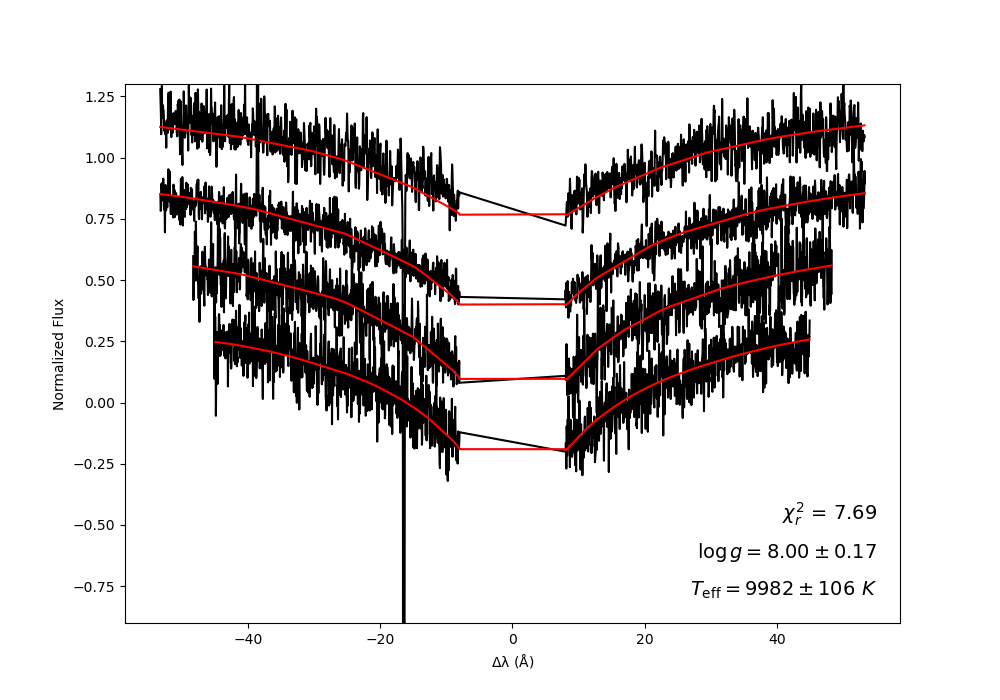 1.25
1.00
0.75
0.50
0.25
0.00
−0.25
−0.50
−0.75
Normalized Flux
χ²ᵣ = 7.69
log g = 8.00 ± 0.17
T_eff = 9982 ± 106 K
−40 −20 0 20 40
Δλ (Å)